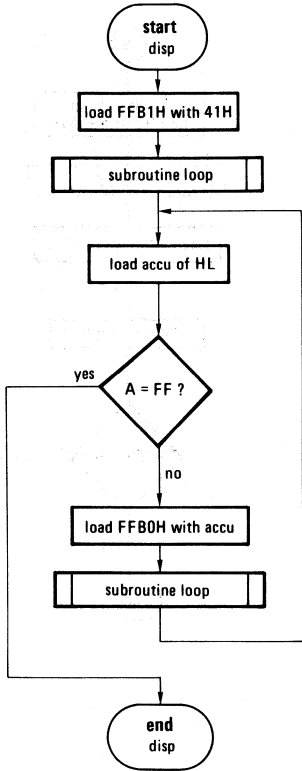 start
disp
load FFB1H with 41H
subroutine loop
load accu of HL
yes
A = FF ?
no
load FFB0H with accu
subroutine loop
end
disp